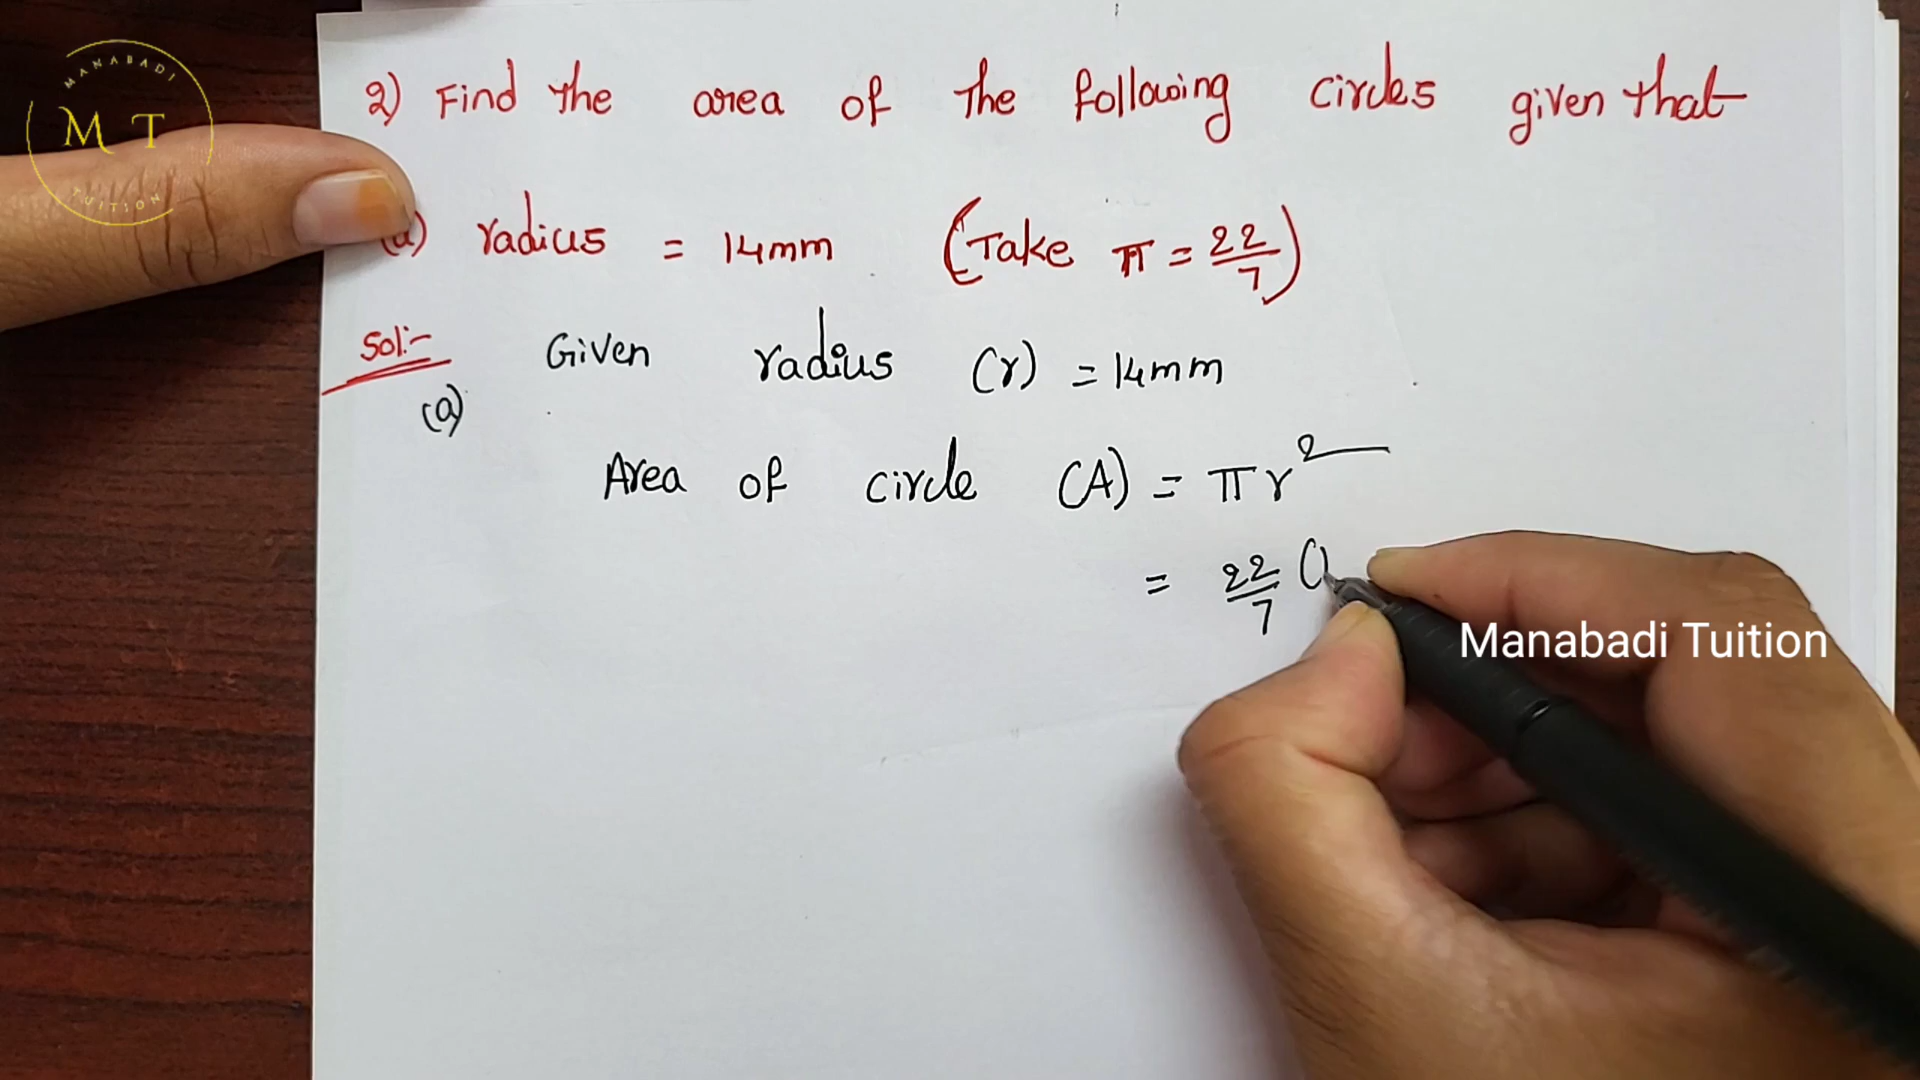 MANABADI
M T
TUITION
2) Find the area of the following circles given that
(a) radius = 14mm (Take π = 22/7)
Sol:-
Given radius (r) = 14mm
(a)
Area of circle (A) = πr²
= 22/7 (1
Manabadi Tuition